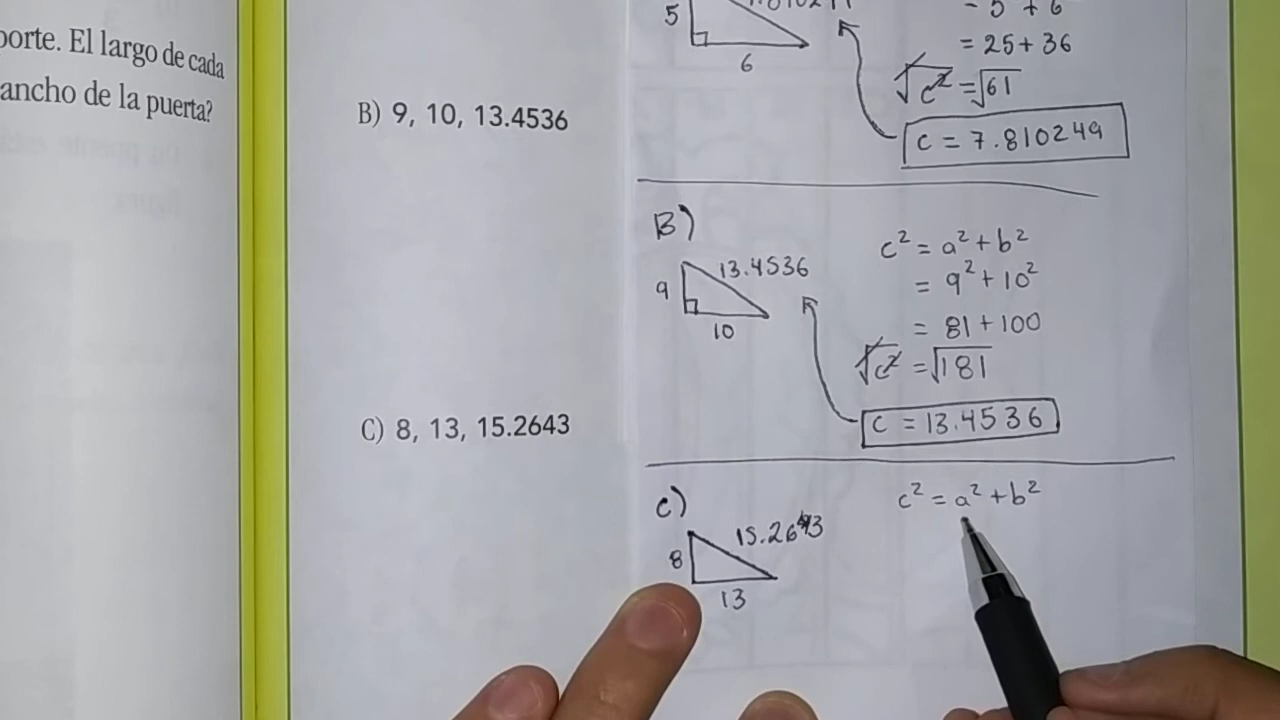 porte. El largo de cada
ancho de la puerta?
B) 9, 10, 13.4536
C) 8, 13, 15.2643
5
6
= 25 + 36
√c² = √61
c = 7.810249
B)
9
13.4536
10
c² = a² + b²
= 9² + 10²
= 81 + 100
√c² = √181
c = 13.4536
C)
8
15.2643
13
c² = a² + b²